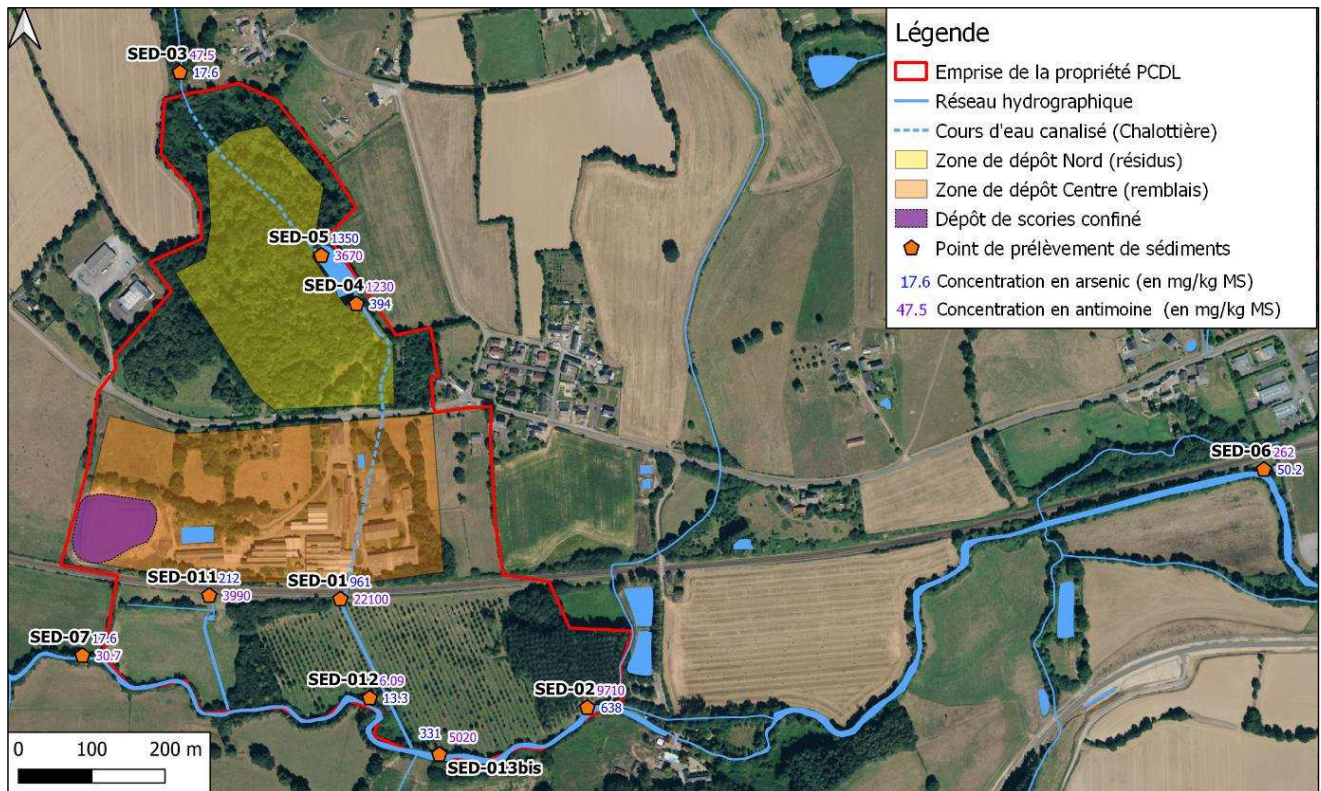 SED-03 47.5
17.6
Légende
Emprise de la propriété PCDL
Réseau hydrographique
Cours d'eau canalisé (Chalottière)
Zone de dépôt Nord (résidus)
Zone de dépôt Centre (remblais)
Dépôt de scories confiné
Point de prélèvement de sédiments
17.6 Concentration en arsenic (en mg/kg MS)
47.5 Concentration en antimoine (en mg/kg MS)
SED-05 1350
3670
SED-04 1230
394
SED-06 262
50.2
SED-011 212
3990
SED-01 961
22100
SED-07 17.6
30.7
SED-012 6.09
13.3
SED-02 9710
638
331 5020
SED-013bis
0 100 200 m